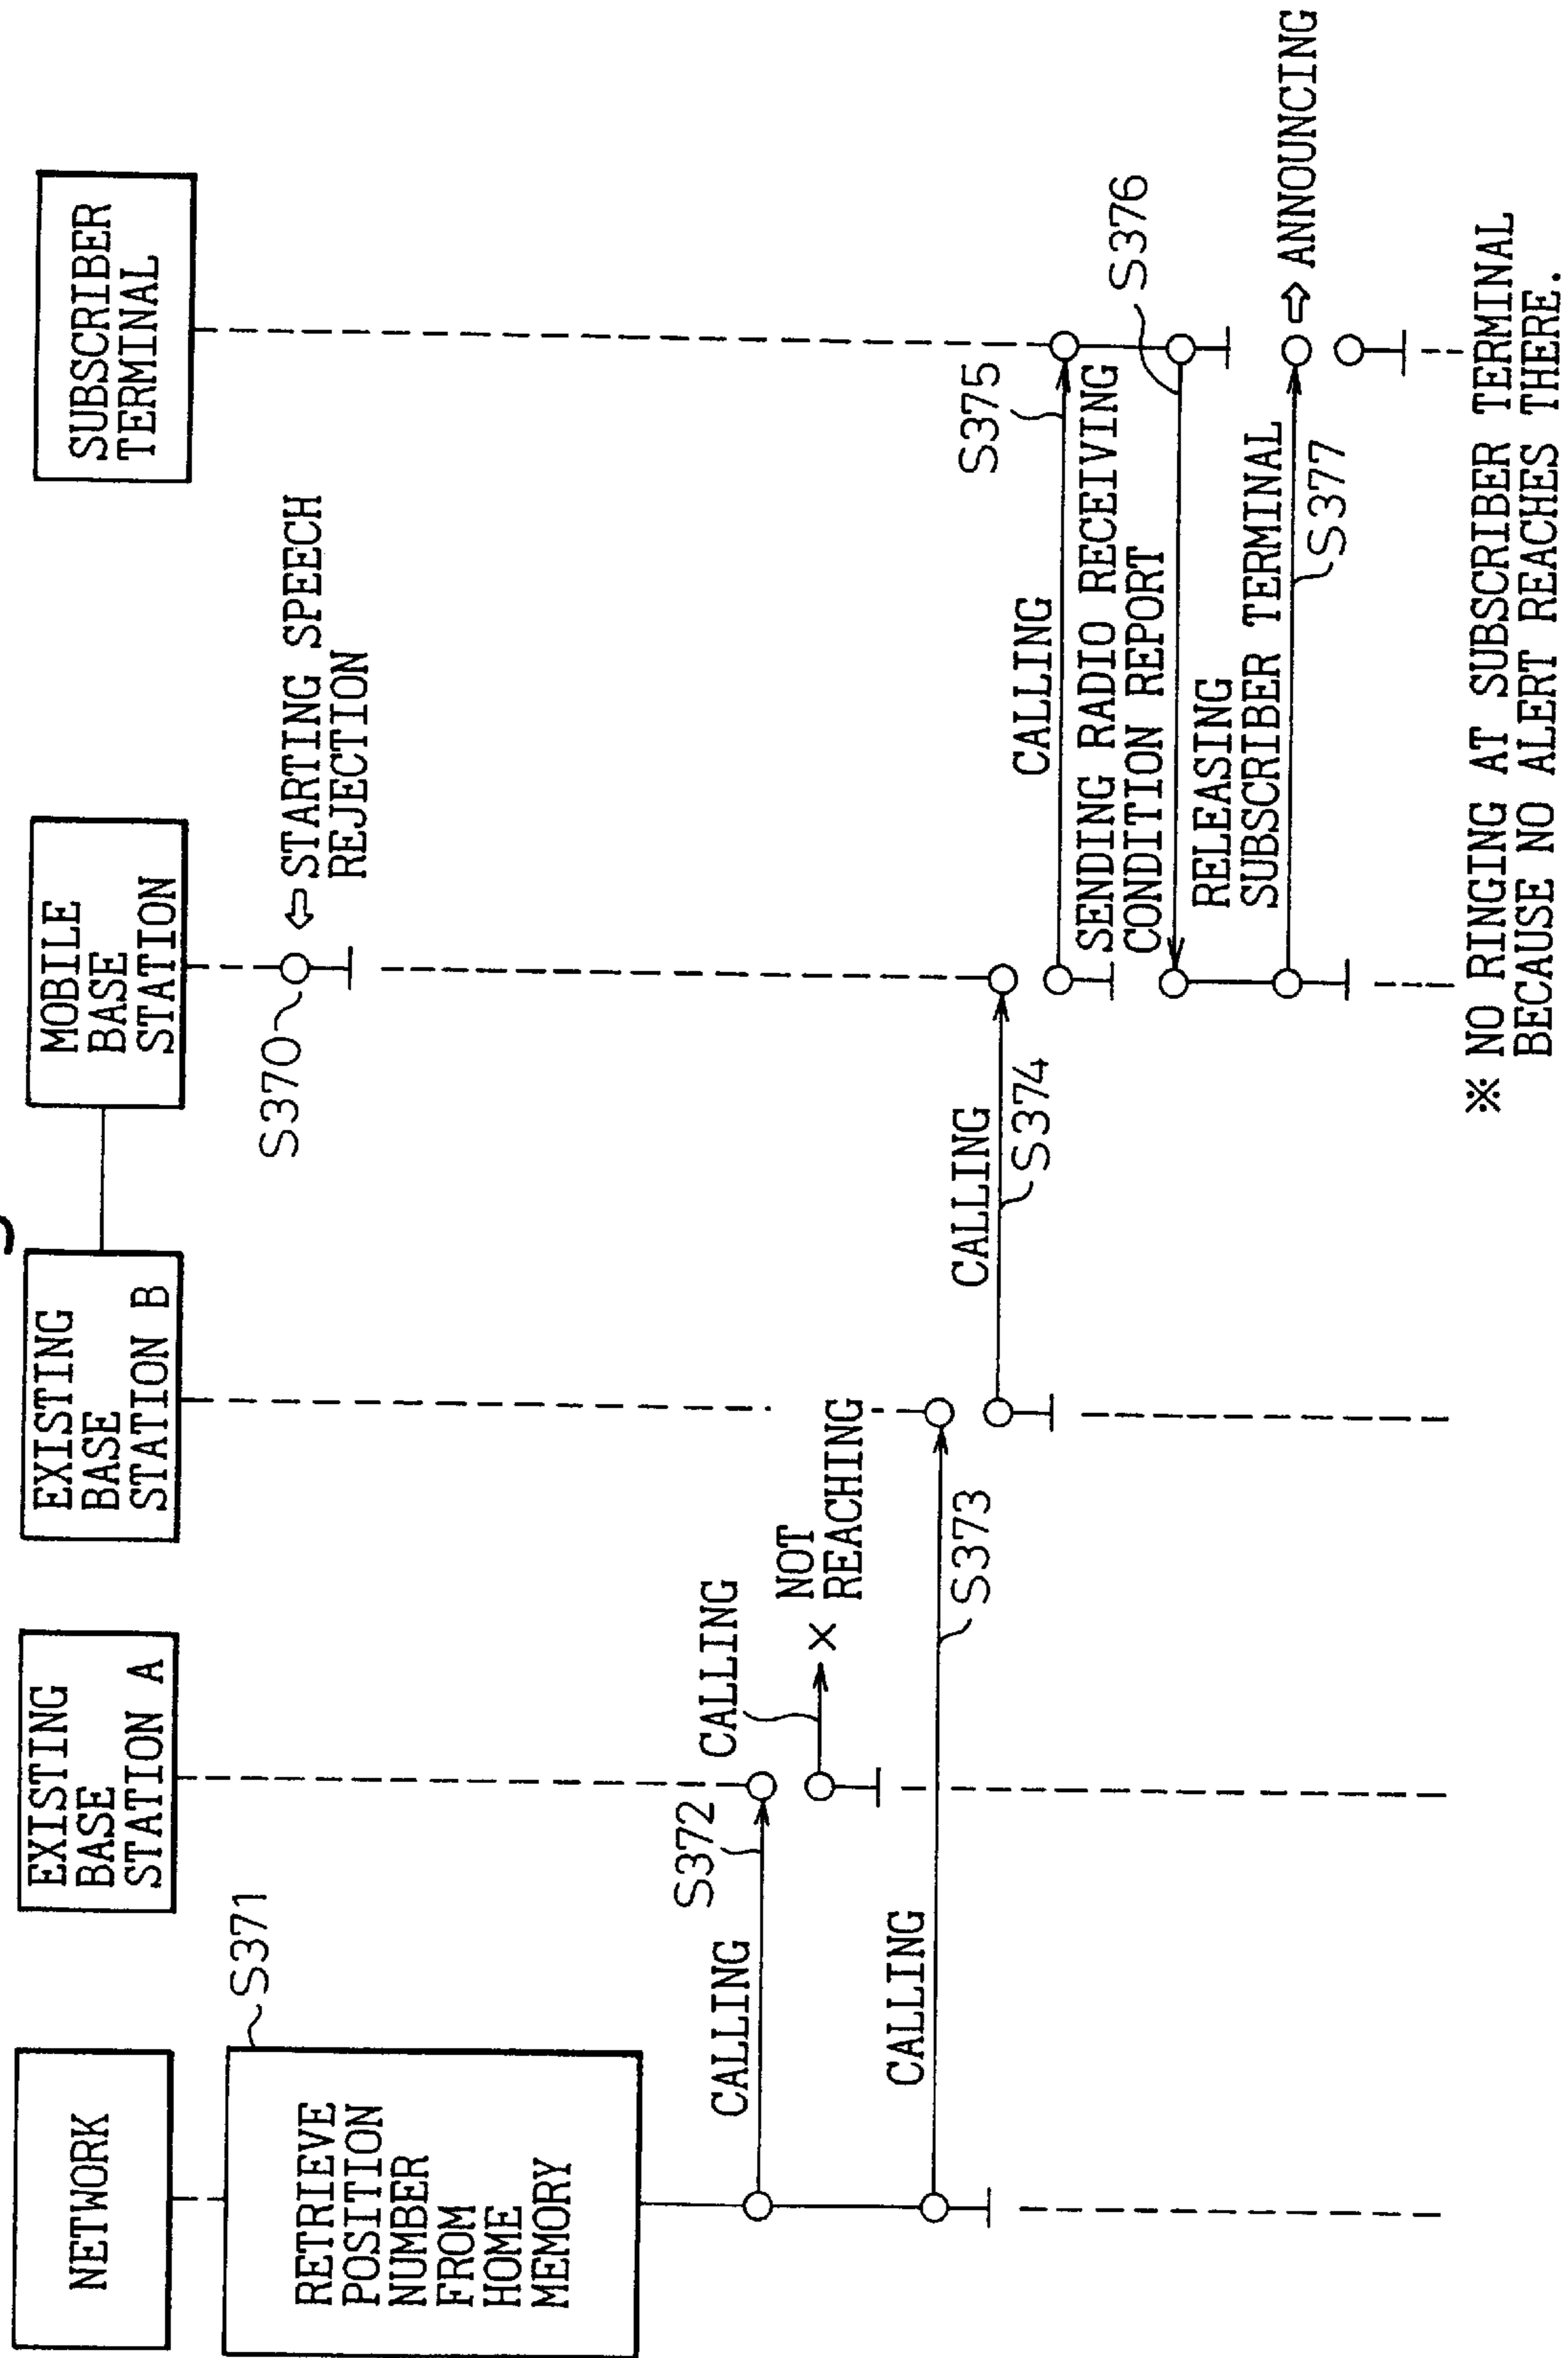 NETWORK
EXISTING
BASE
STATION A
EXISTING
BASE
STATION B
MOBILE
BASE
STATION
SUBSCRIBER
TERMINAL
S371
RETRIEVE
POSITION
NUMBER
FROM
HOME
MEMORY
S370
STARTING SPEECH
REJECTION
CALLING
S372
CALLING
NOT
REACHING
CALLING
S373
CALLING
S374
CALLING
S375
SENDING RADIO RECEIVING
CONDITION REPORT
S376
RELEASING
SUBSCRIBER TERMINAL
S377
ANNOUNCING
※ NO RINGING AT SUBSCRIBER TERMINAL
BECAUSE NO ALERT REACHES THERE.